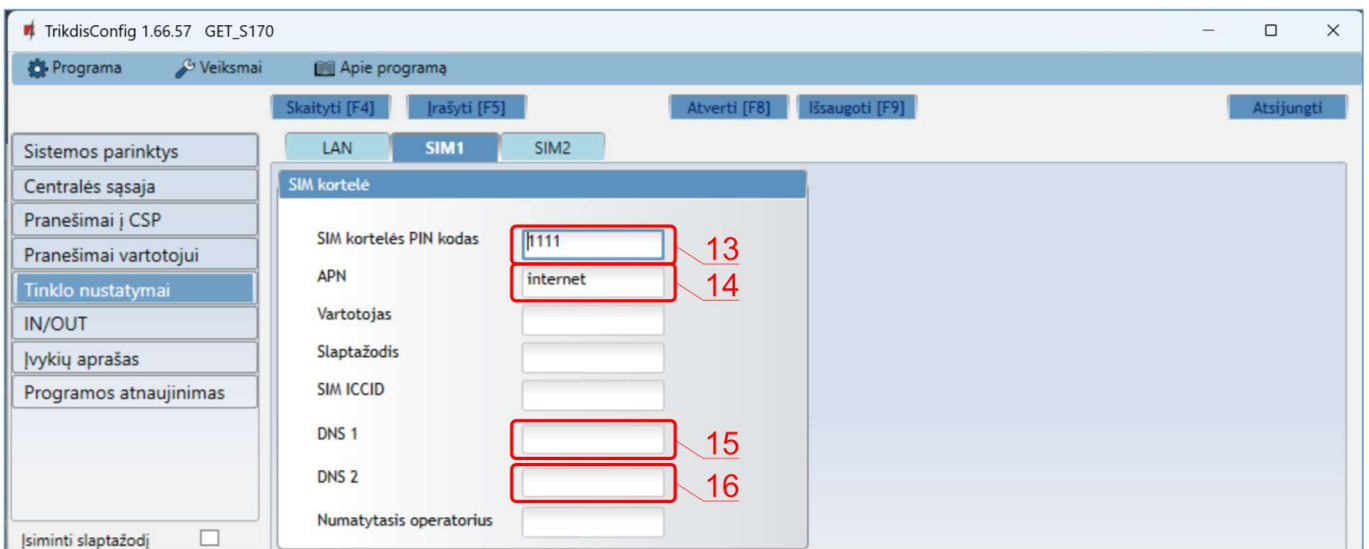 TrikdisConfig 1.66.57 GET_S170
Programa Veiksmai Apie programą
Skaityti [F4] Įrašyti [F5] Atverti [F8] Išsaugoti [F9] Atsijungti
LAN SIM1 SIM2
Sistemos parinktys
Centralės sąsaja
Pranešimai į CSP
Pranešimai vartotojui
Tinklo nustatymai
IN/OUT
Įvykių aprašas
Programos atnaujinimas
Įsiminti slaptažodį
SIM kortelė
SIM kortelės PIN kodas 1111 13
APN internet 14
Vartotojas
Slaptažodis
SIM ICCID
DNS 1 15
DNS 2 16
Numatytasis operatorius